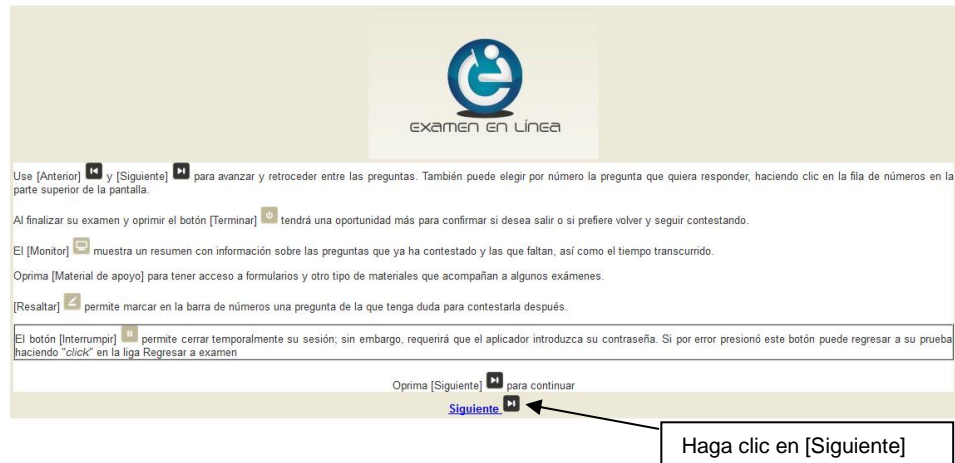 examen en Línea
Use [Anterior] y [Siguiente] para avanzar y retroceder entre las preguntas. También puede elegir por número la pregunta que quiera responder, haciendo clic en la fila de números en la
parte superior de la pantalla.
Al finalizar su examen y oprimir el botón [Terminar] tendrá una oportunidad más para confirmar si desea salir o si prefiere volver y seguir contestando.
El [Monitor] muestra un resumen con información sobre las preguntas que ya ha contestado y las que faltan, así como el tiempo transcurrido.
Oprima [Material de apoyo] para tener acceso a formularios y otro tipo de materiales que acompañan a algunos exámenes.
[Resaltar] permite marcar en la barra de números una pregunta de la que tenga duda para contestarla después.
El botón [Interrumpir] permite cerrar temporalmente su sesión; sin embargo, requerirá que el aplicador introduzca su contraseña. Si por error presionó este botón puede regresar a su prueba
haciendo "click" en la liga Regresar a examen
Oprima [Siguiente] para continuar
Siguiente
Haga clic en [Siguiente]